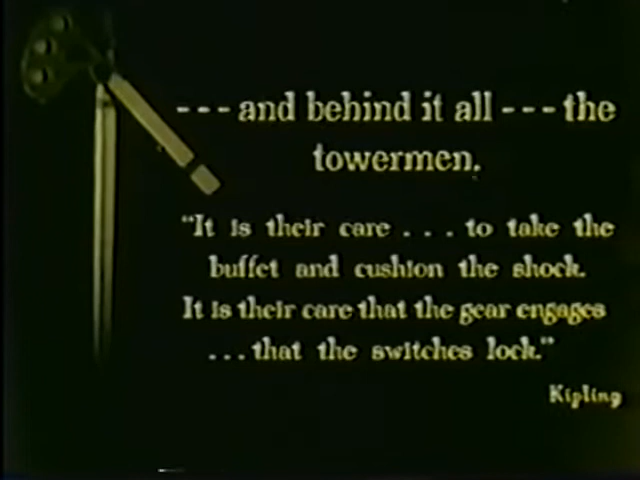 ---and behind it all---the
towermen.
"It is their care . . . to take the
buffet and cushion the shock.
It is their care that the gear engages
...that the switches lock."
Kipling